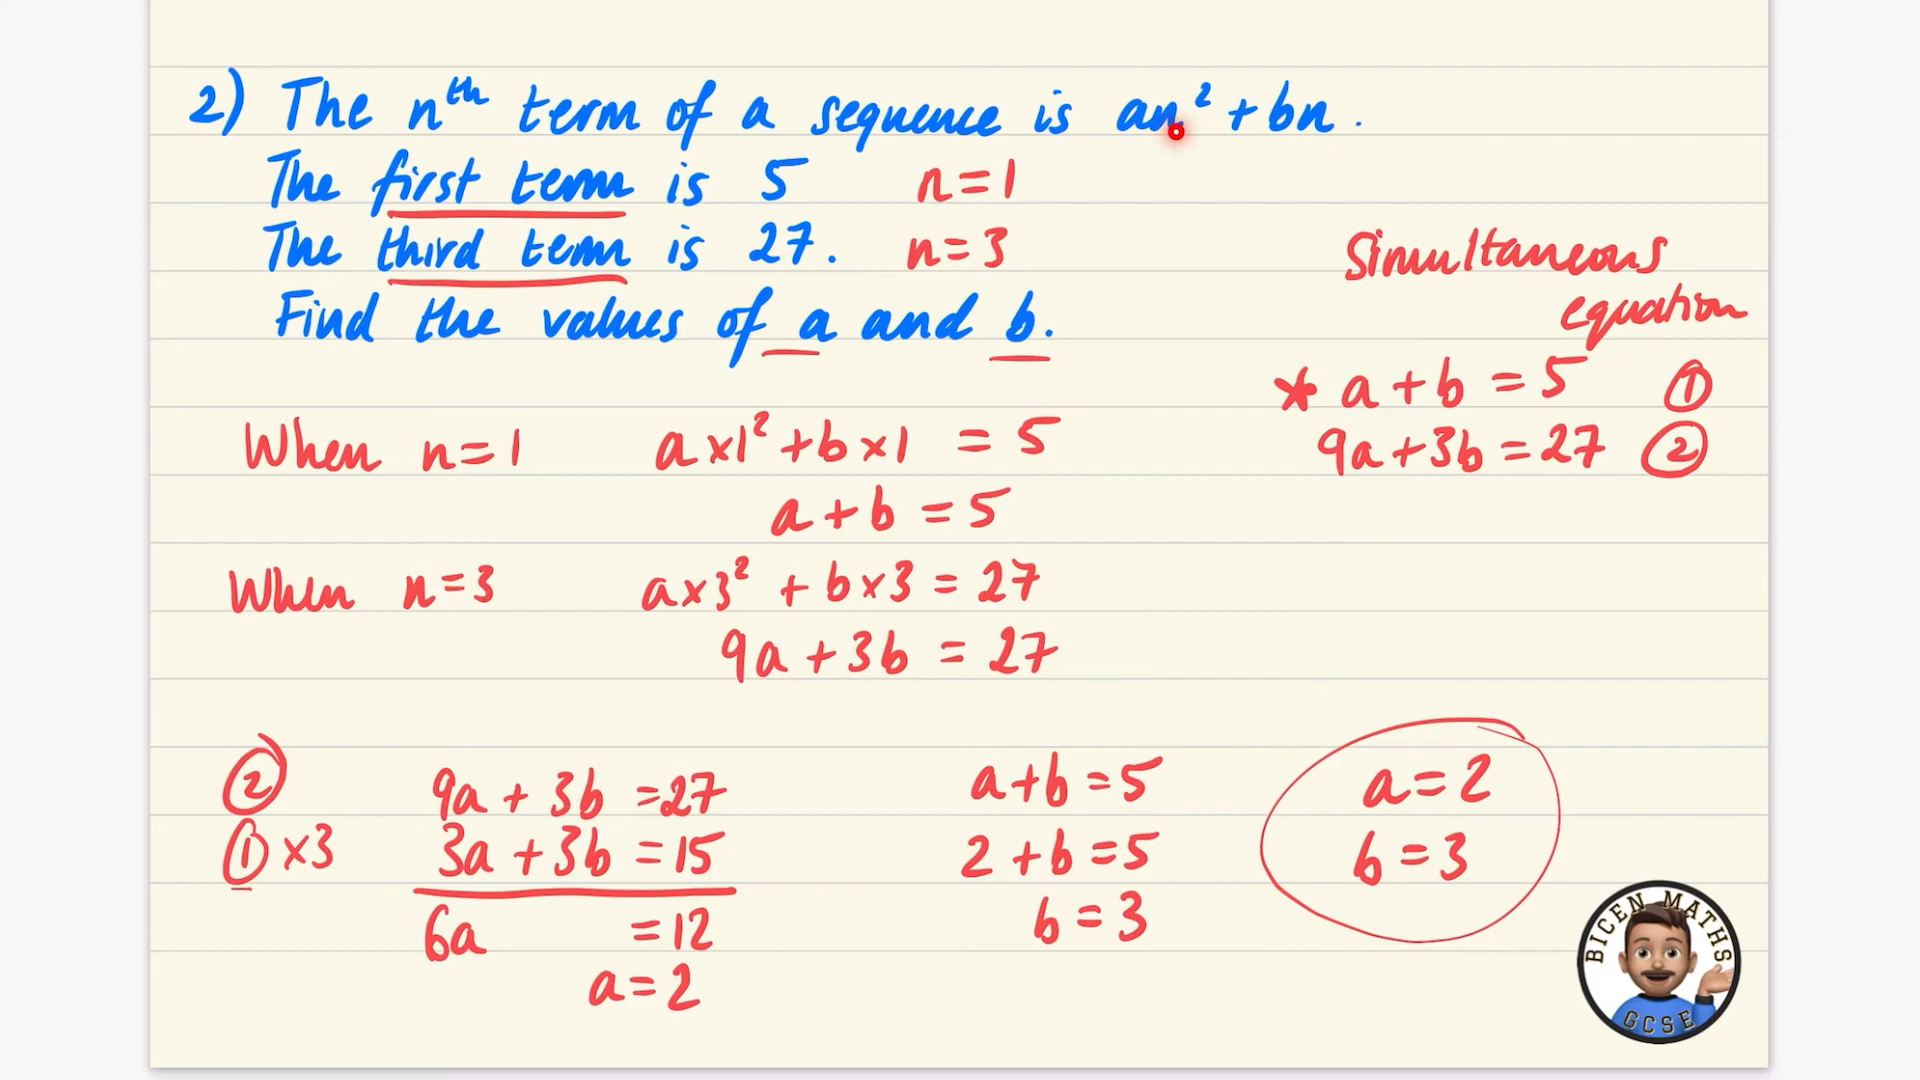 2) The nᵗʰ term of a sequence is an² + bn.
The first term is 5 n=1
The third term is 27. n=3
Find the values of a and b.
Simultaneous
equation
* a + b = 5 ①
9a + 3b = 27 ②
When n=1 a×1² + b×1 = 5
a + b = 5
When n=3 a×3² + b×3 = 27
9a + 3b = 27
② 9a + 3b = 27
① ×3 3a + 3b = 15
6a = 12
a = 2
a+b = 5
2 + b = 5
b = 3
a = 2
b = 3
BICEN MATHS
GCSE